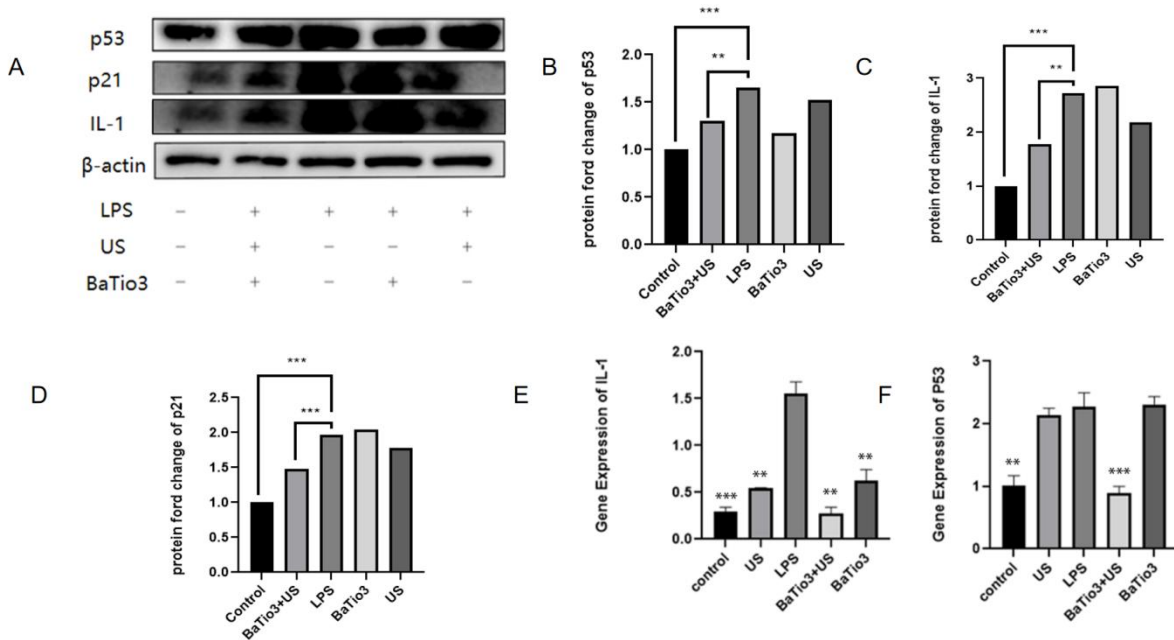 A
p53
p21
IL-1
β-actin
LPS - + + + +
US - + - - +
BaTio3 - + - + -
B
protein ford change of p53
2.0
1.5
1.0
0.5
0.0
***
**
Control
BaTio3+US
LPS
BaTio3
US
C
protein ford change of IL-1
3
2
1
0
***
**
Control
BaTio3+US
LPS
BaTio3
US
D
protein ford change of p21
2.5
2.0
1.5
1.0
0.5
0.0
***
***
Control
BaTio3+US
LPS
BaTio3
US
E
Gene Expression of IL-1
2.0
1.5
1.0
0.5
0.0
***
**
**
**
control
US
LPS
BaTio3+US
BaTio3
F
Gene Expression of P53
3
2
1
0
**
***
control
US
LPS
BaTio3+US
BaTio3